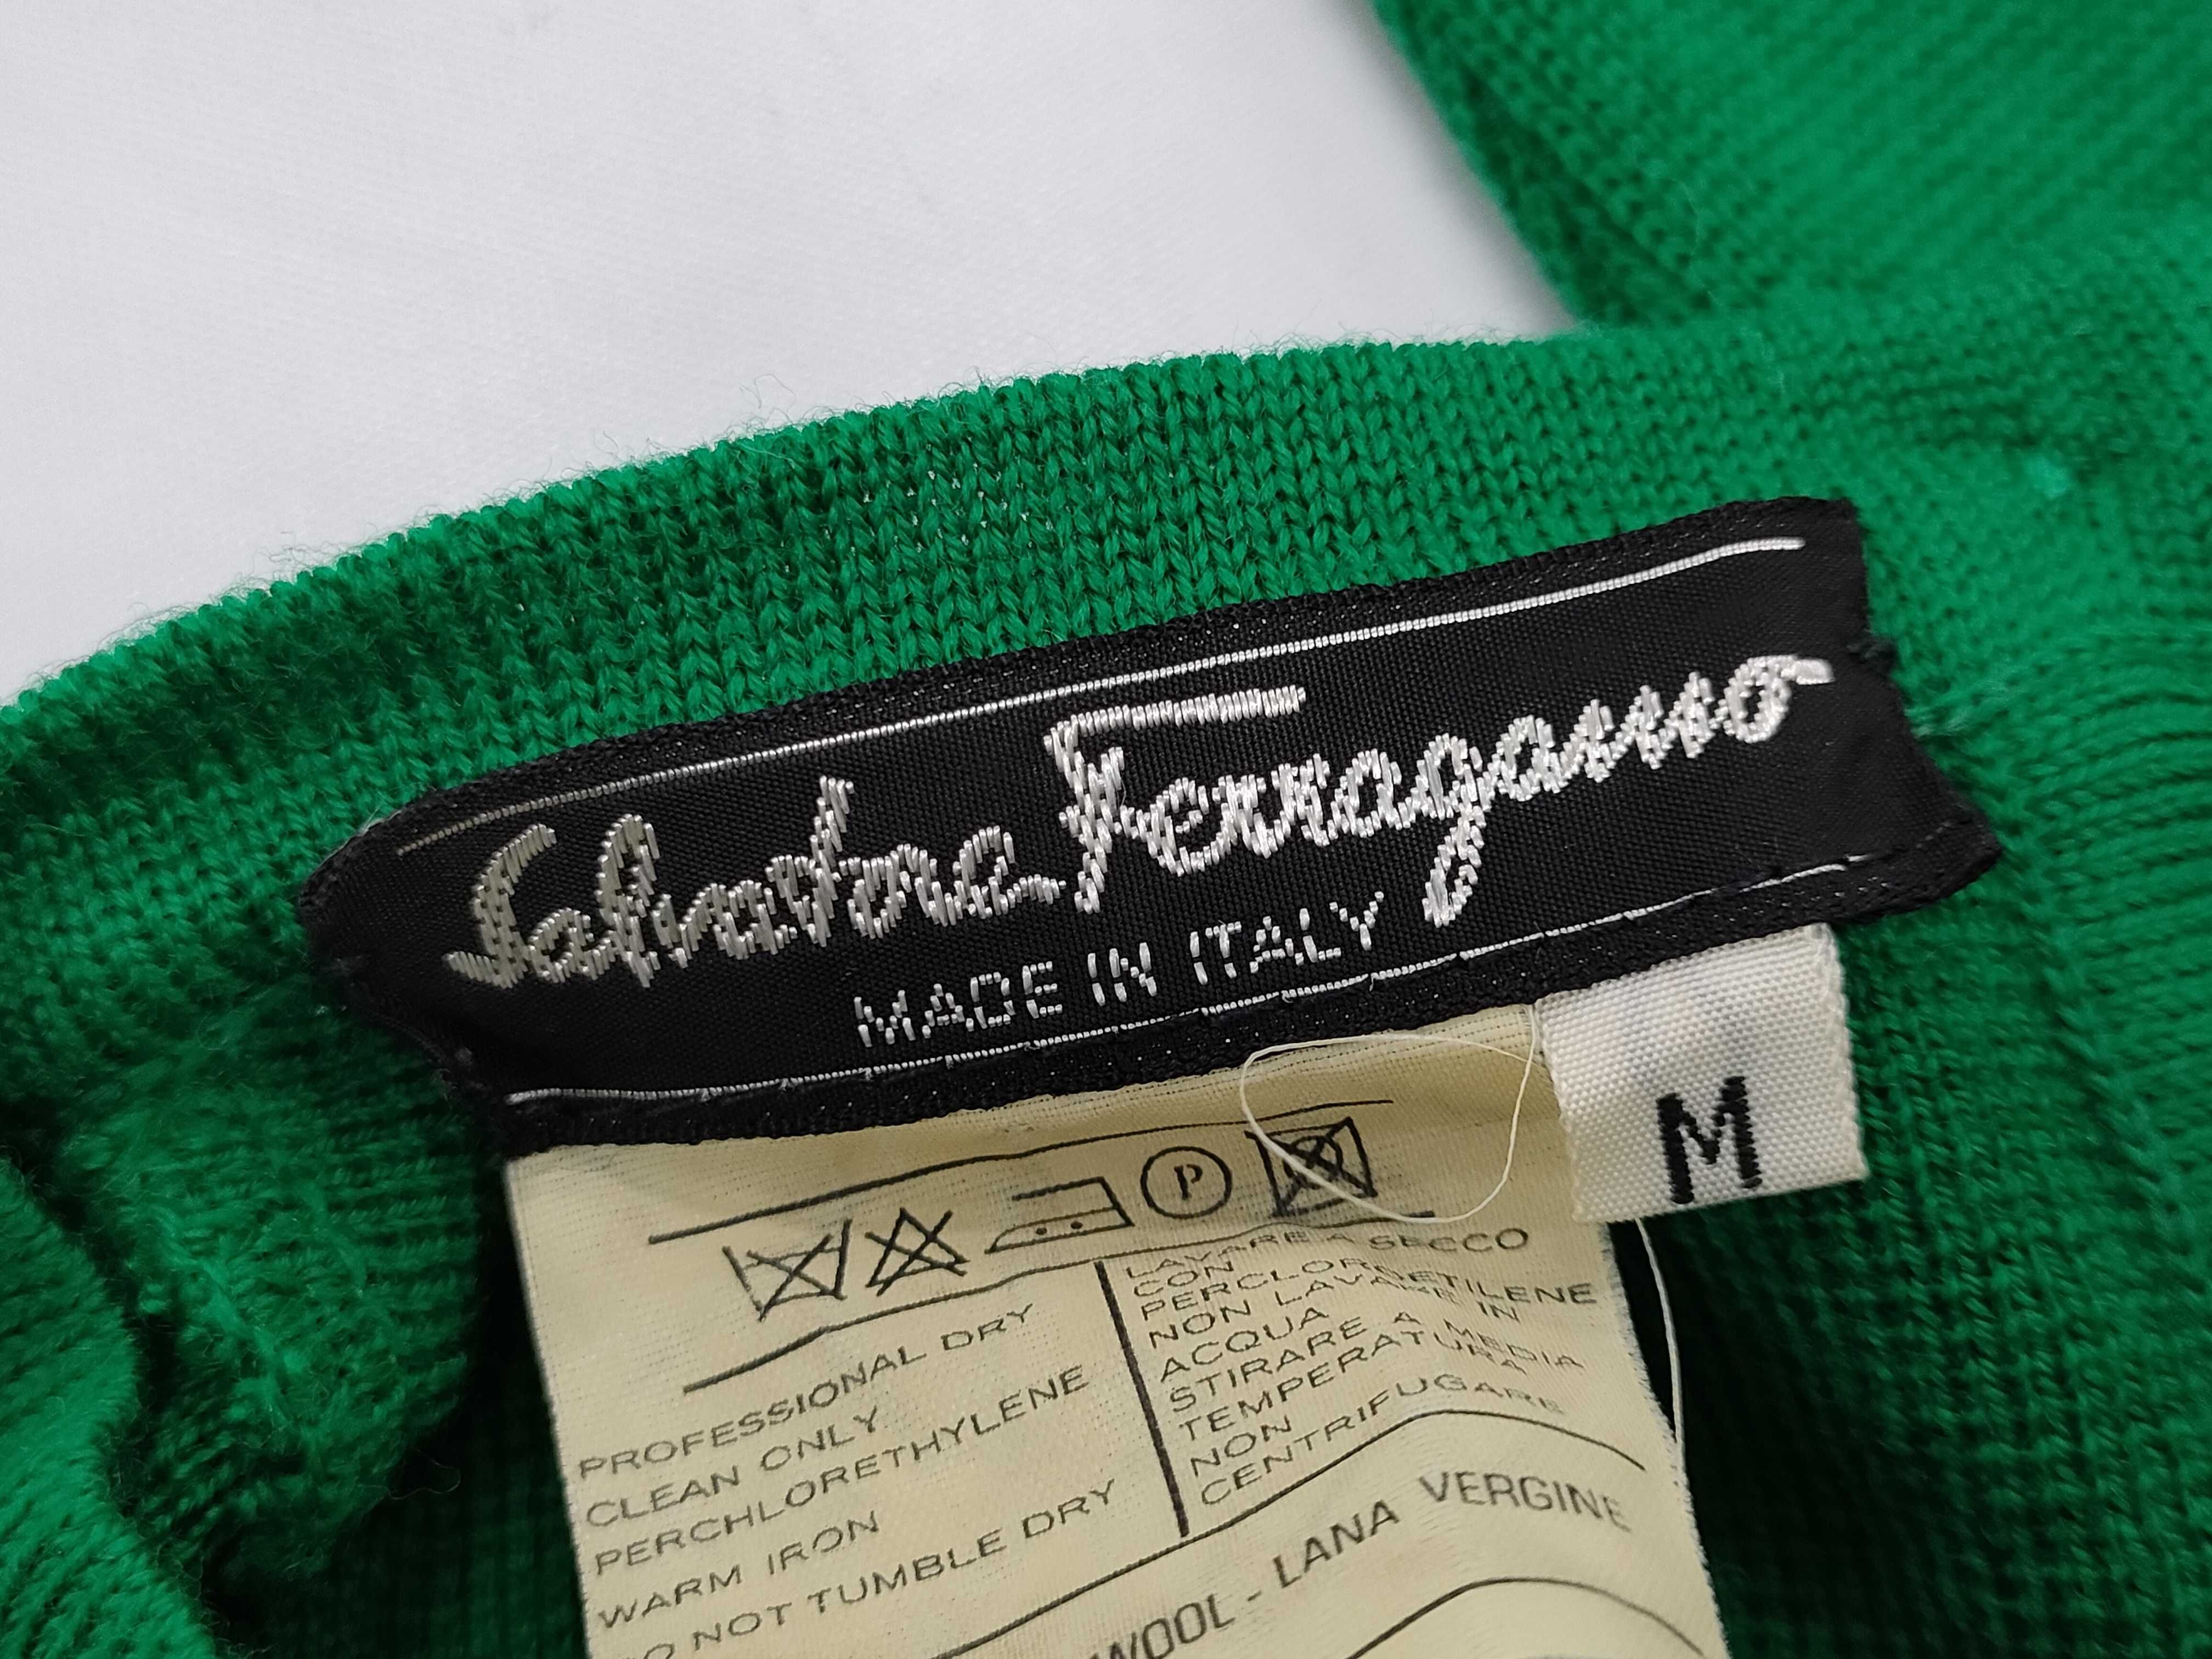 Salvatore Ferragamo
MADE IN ITALY
M
P
PROFESSIONAL DRY
CLEAN ONLY
PERCHLORETHYLENE
WARM IRON
DO NOT TUMBLE DRY
LAVARE A SECCO
CON
PERCLOROETILENE
NON LAVARE IN
ACQUA
STIRARE A MEDIA
TEMPERATURA
NON
CENTRIFUGARE
WOOL - LANA VERGINE